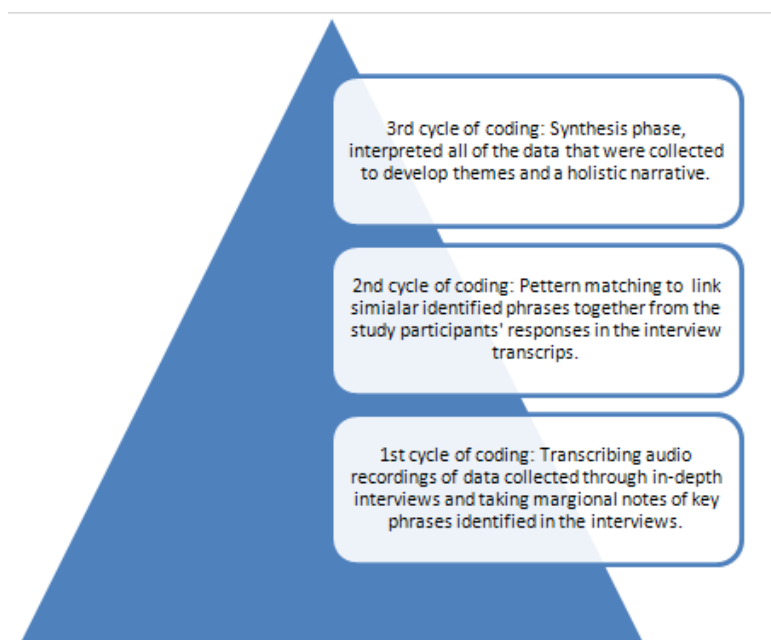 3rd cycle of coding: Synthesis phase,
interpreted all of the data that were collected
to develop themes and a holistic narrative.
2nd cycle of coding: Pettern matching to link
simialar identified phrases together from the
study participants' responses in the interview
transcrips.
1st cycle of coding: Transcribing audio
recordings of data collected through in-depth
interviews and taking margional notes of key
phrases identified in the interviews.